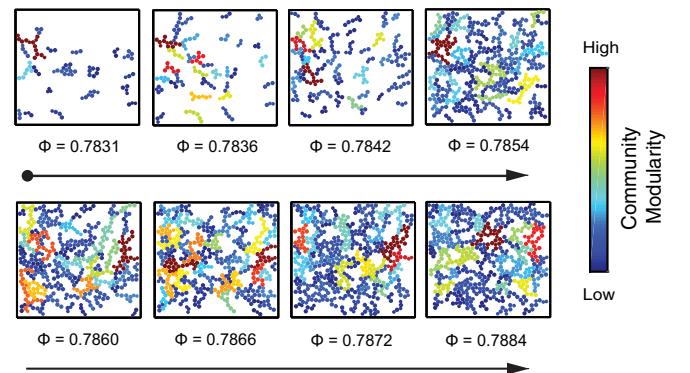 Φ = 0.7831
Φ = 0.7836
Φ = 0.7842
Φ = 0.7854
Φ = 0.7860
Φ = 0.7866
Φ = 0.7872
Φ = 0.7884
High
Community
Modularity
Low